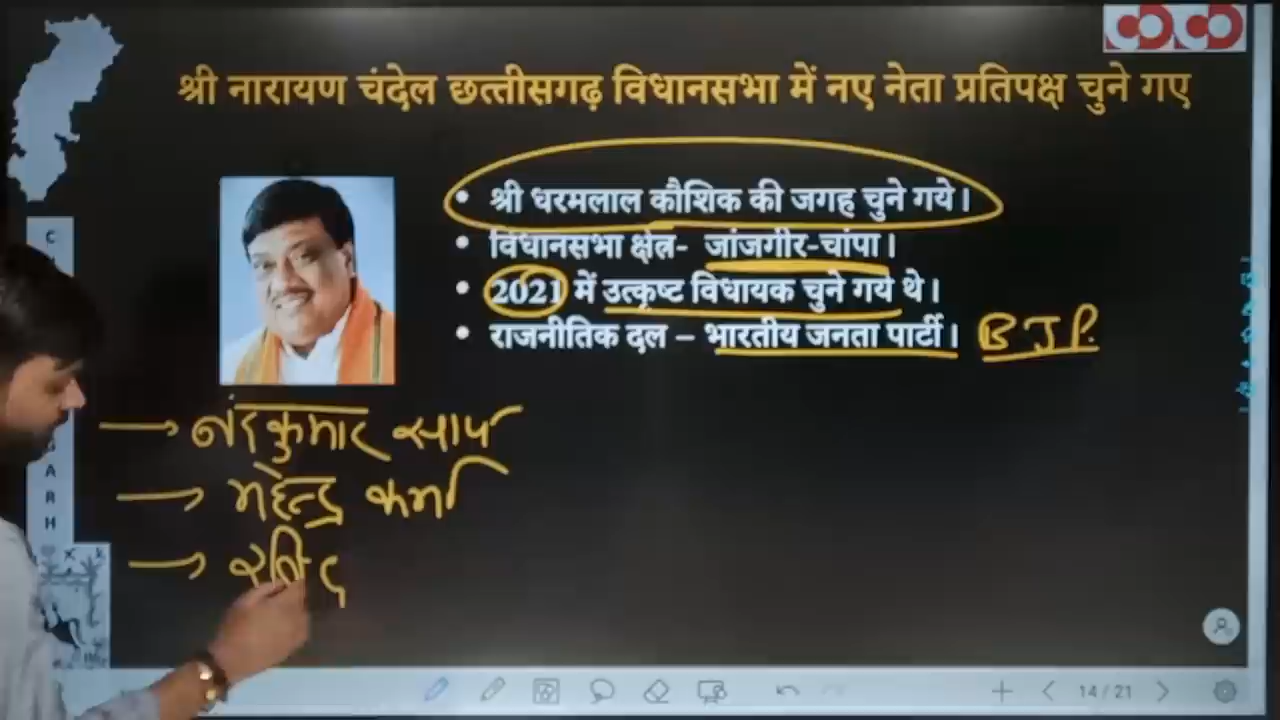 श्री नारायण चंदेल छत्तीसगढ़ विधानसभा में नए नेता प्रतिपक्ष चुने गए
• श्री धरमलाल कौशिक की जगह चुने गये।
• विधानसभा क्षेत्र- जांजगीर-चांपा।
• 2021 में उत्कृष्ट विधायक चुने गये थे।
• राजनीतिक दल – भारतीय जनता पार्टी। BJP.
नंदकुमार साय
महेन्द्र कर्मा
14 / 21